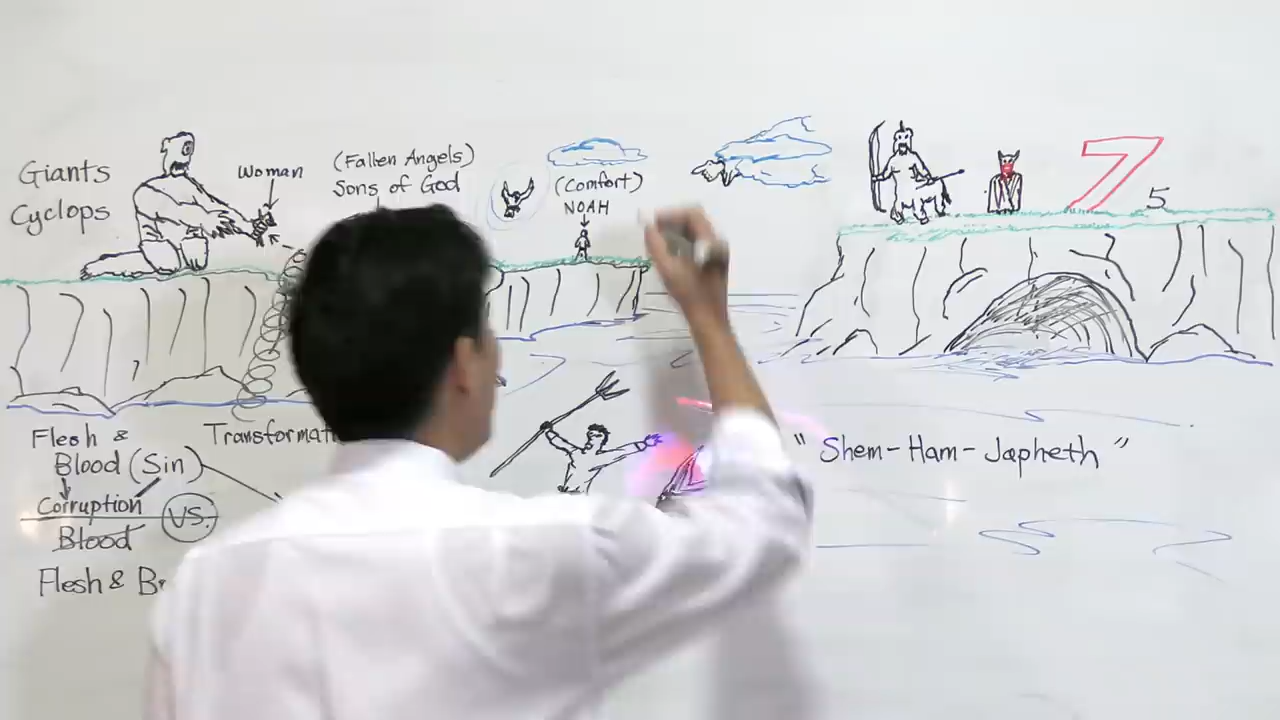 Giants
Cyclops
Woman
(Fallen Angels)
Sons of God
(Comfort)
NOAH
7
5
Flesh &
Blood (Sin)
Corruption
VS.
Blood
Flesh &
"Shem-Ham-Japheth"